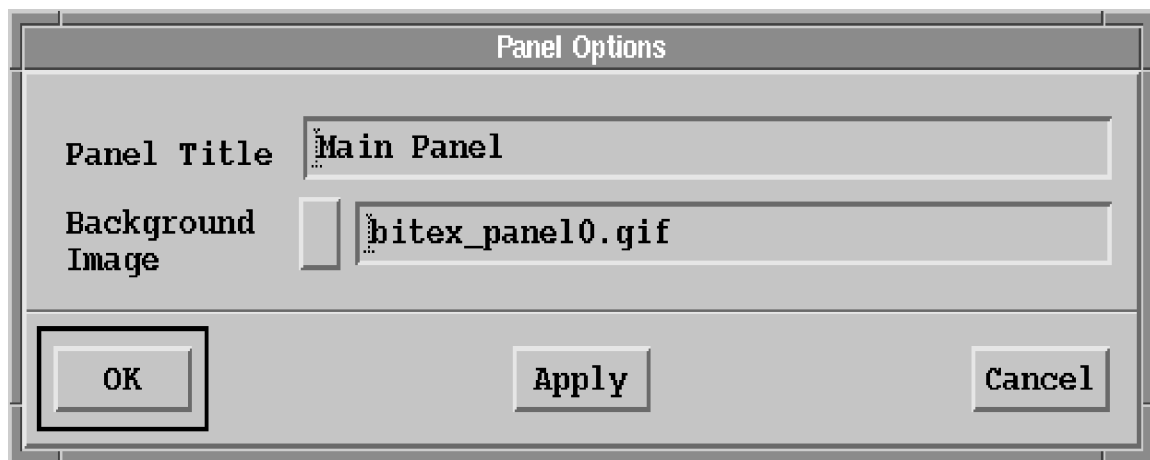 Panel Options
Panel Title
Main Panel
Background
Image
bitex_panel0.gif
OK
Apply
Cancel